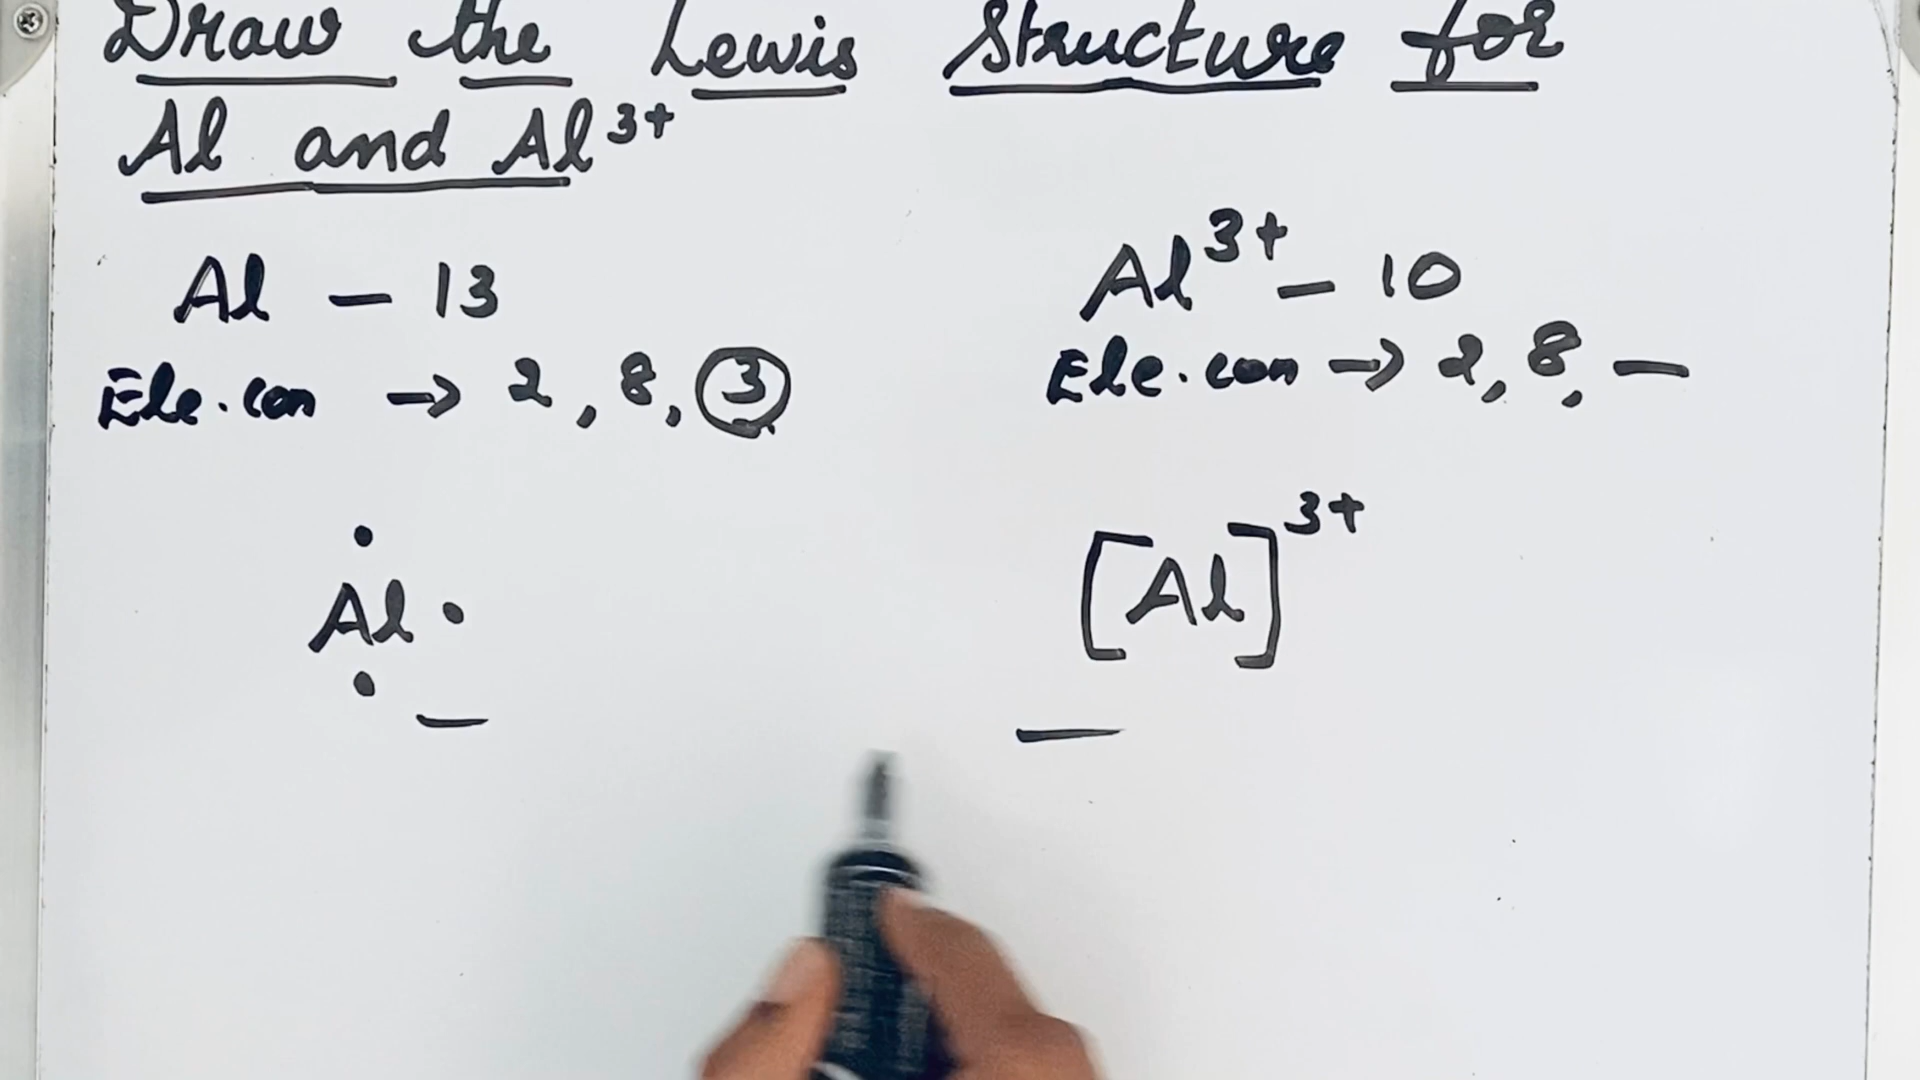 Draw the Lewis Structure for
Al and Al³⁺
Al – 13
Ele.con → 2, 8, 3
Al³⁺ – 10
Ele.con → 2, 8, –
Al
[Al]³⁺